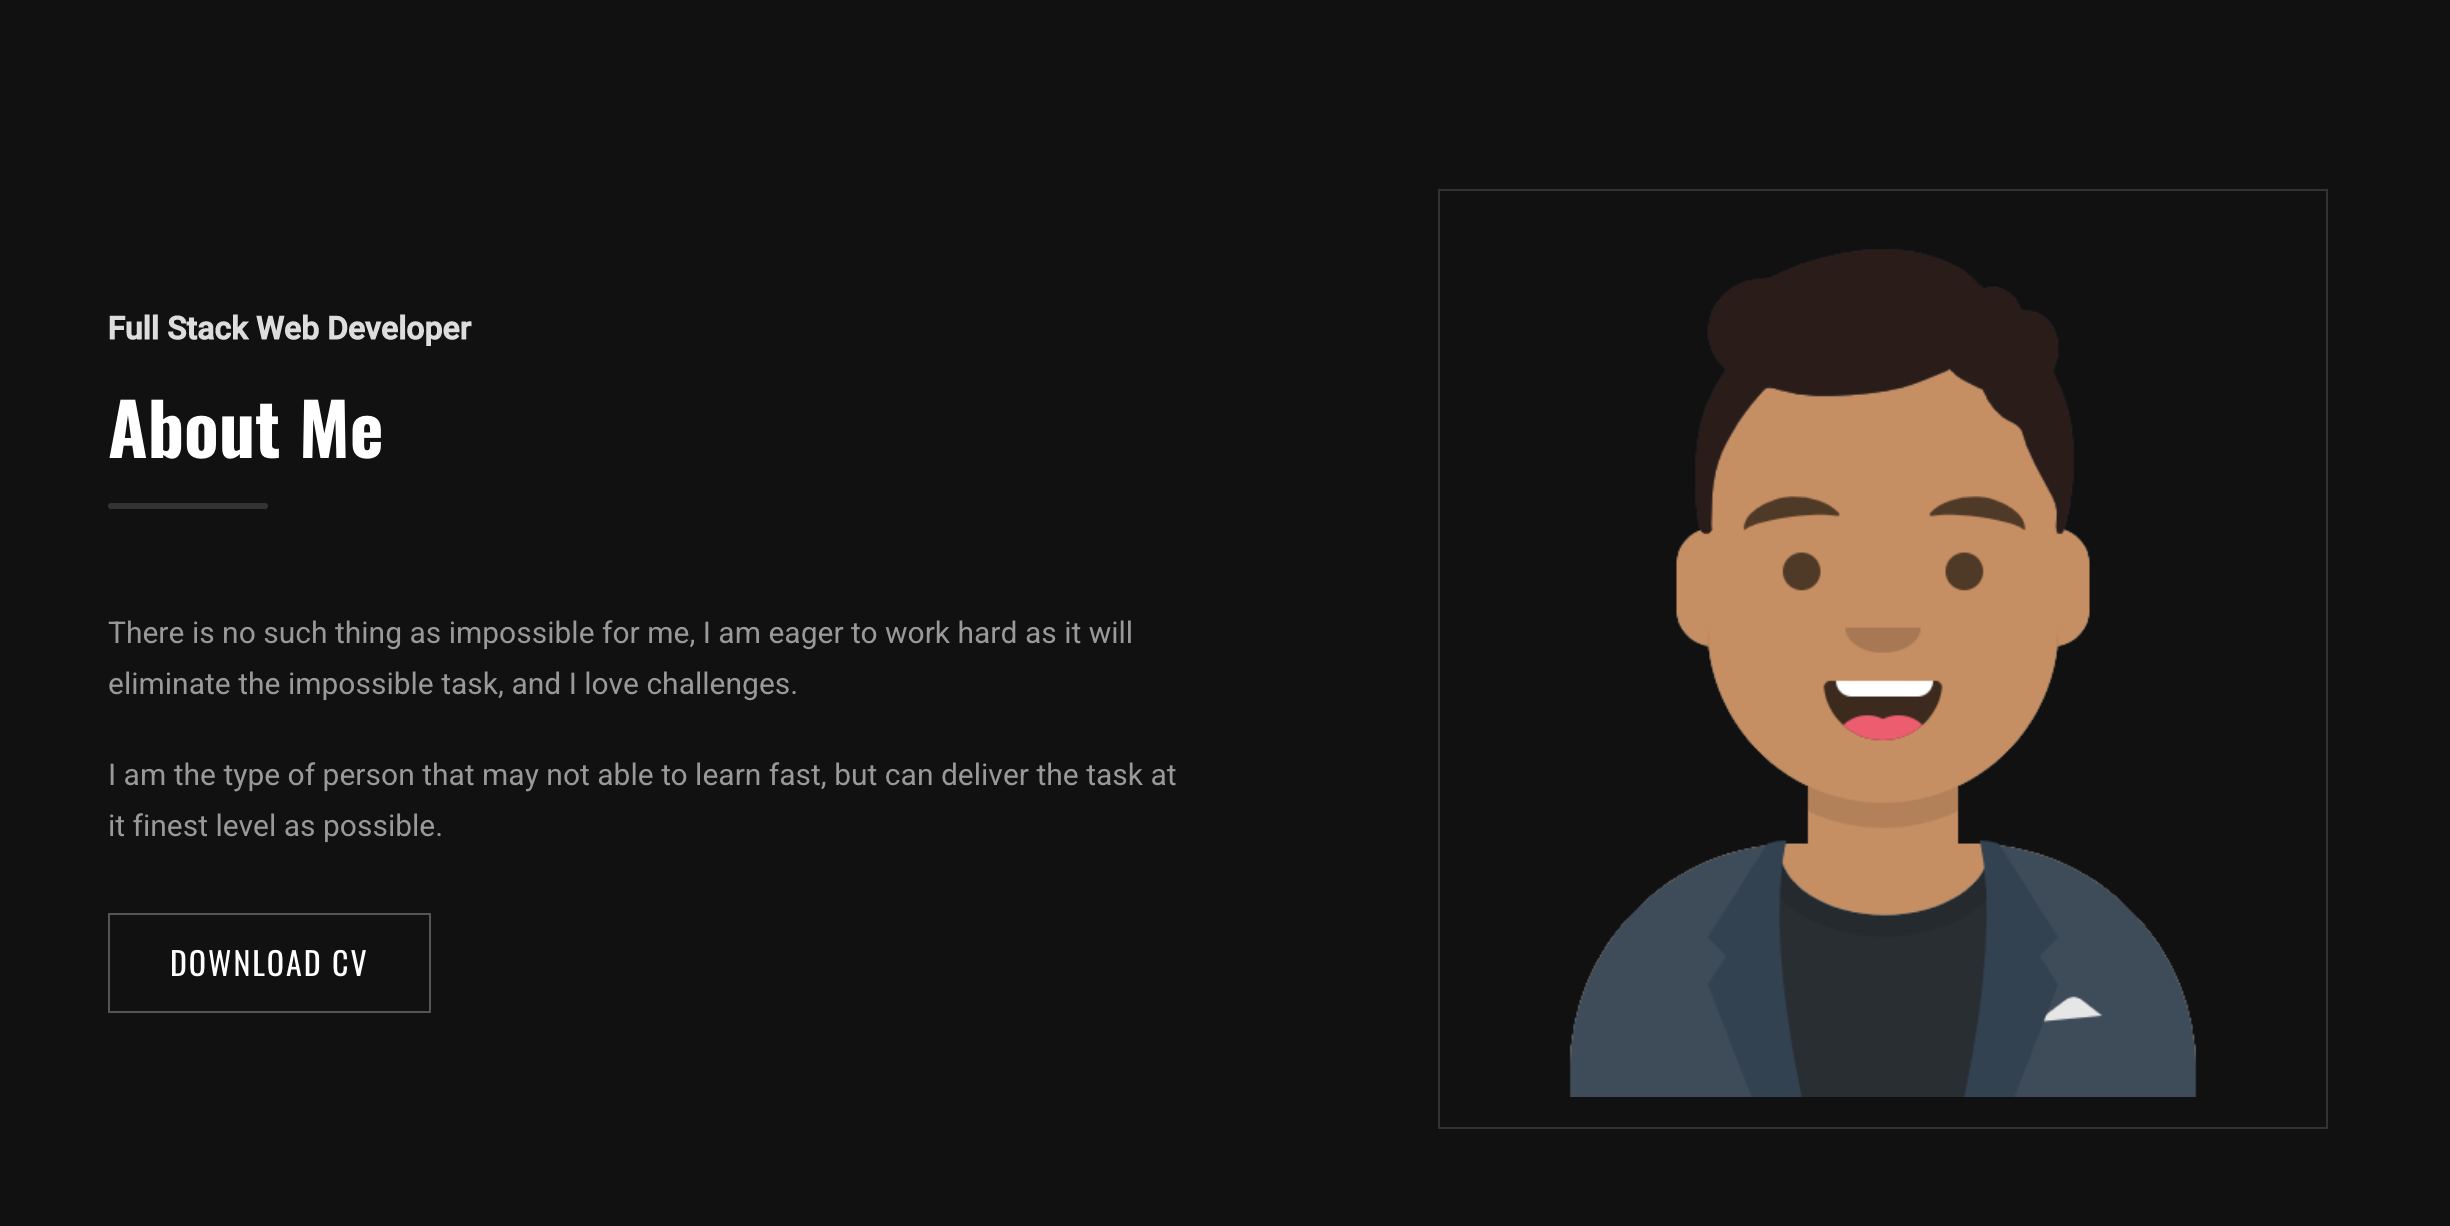 Full Stack Web Developer
About Me
There is no such thing as impossible for me, I am eager to work hard as it will
eliminate the impossible task, and I love challenges.
I am the type of person that may not able to learn fast, but can deliver the task at
it finest level as possible.
DOWNLOAD CV